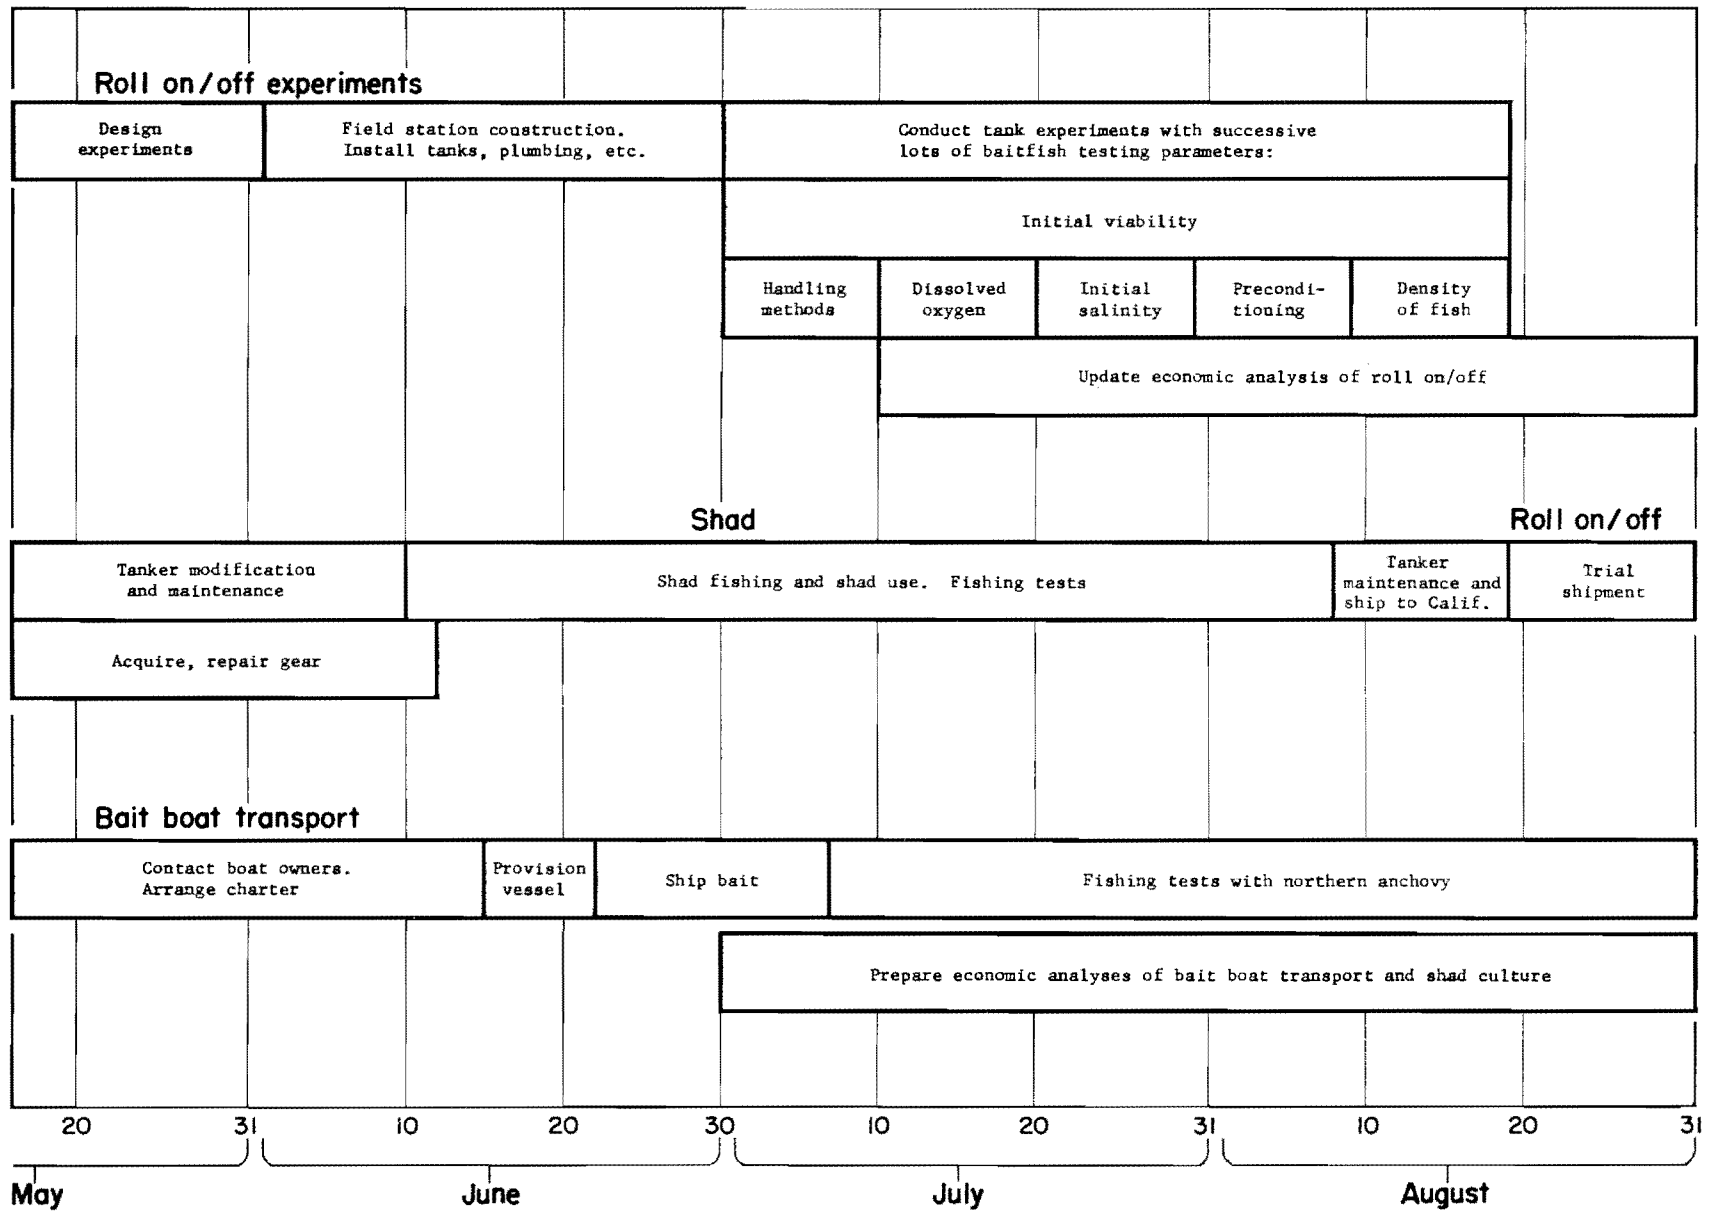 Roll on/off experiments
Design
experiments
Field station construction.
Install tanks, plumbing, etc.
Conduct tank experiments with successive
lots of baitfish testing parameters:
Initial viability
Handling
methods
Dissolved
oxygen
Initial
salinity
Precondi-
tioning
Density
of fish
Update economic analysis of roll on/off
Shad
Roll on/off
Tanker modification
and maintenance
Shad fishing and shad use. Fishing tests
Tanker
maintenance and
ship to Calif.
Trial
shipment
Acquire, repair gear
Bait boat transport
Contact boat owners.
Arrange charter
Provision
vessel
Ship bait
Fishing tests with northern anchovy
Prepare economic analyses of bait boat transport and shad culture
20 31 10 20 30 10 20 31 10 20 31
May June July August